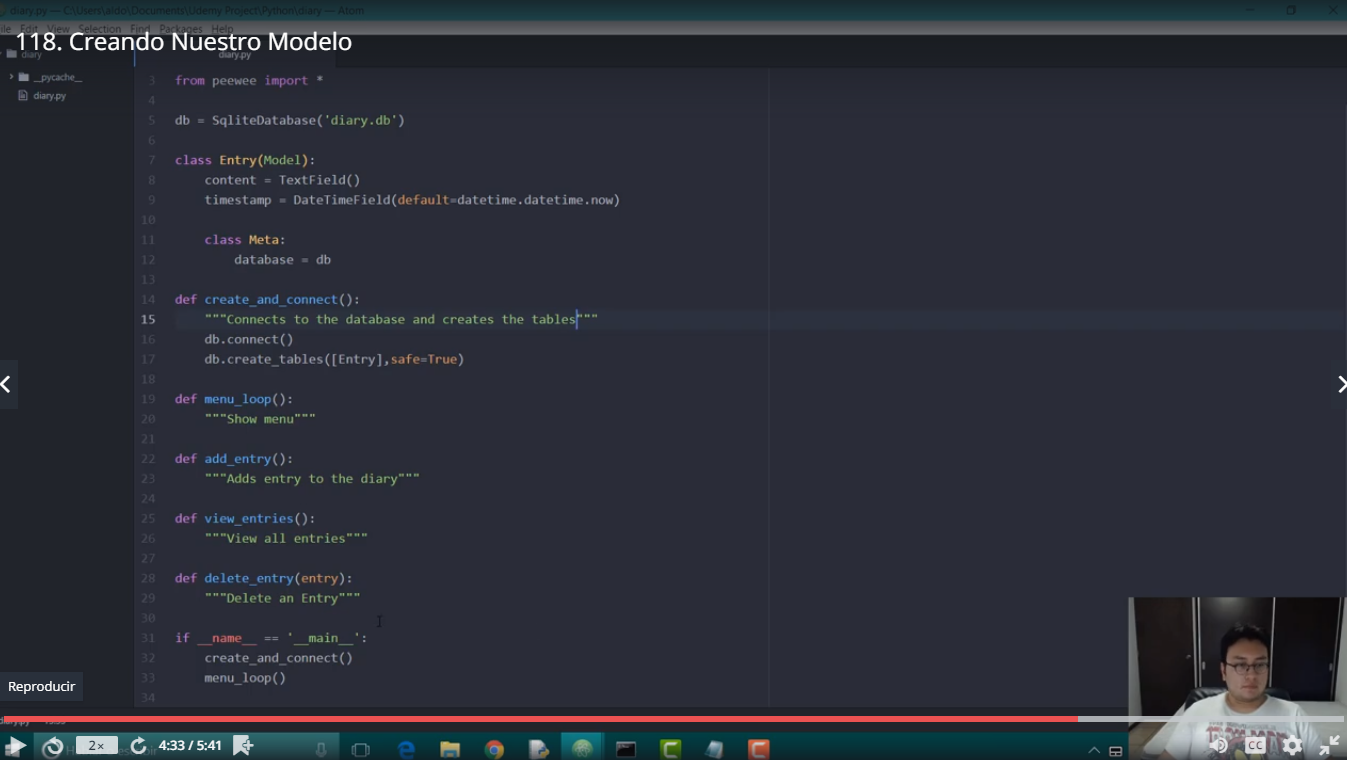 diary.py — C:\Users\aldo\Documents\Udemy Project\Python\diary — Atom
File Edit View Selection Find Packages Help
118. Creando Nuestro Modelo
diary
diary.py
__pycache__
diary.py
3 from peewee import *
4
5 db = SqliteDatabase('diary.db')
6
7 class Entry(Model):
8 content = TextField()
9 timestamp = DateTimeField(default=datetime.datetime.now)
10
11 class Meta:
12 database = db
13
14 def create_and_connect():
15 """Connects to the database and creates the tables"""
16 db.connect()
17 db.create_tables([Entry],safe=True)
18
19 def menu_loop():
20 """Show menu"""
21
22 def add_entry():
23 """Adds entry to the diary"""
24
25 def view_entries():
26 """View all entries"""
27
28 def delete_entry(entry):
29 """Delete an Entry"""
30
31 if __name__ == '__main__':
32 create_and_connect()
33 menu_loop()
34
Reproducir
2x
4:33 / 5:41
CC